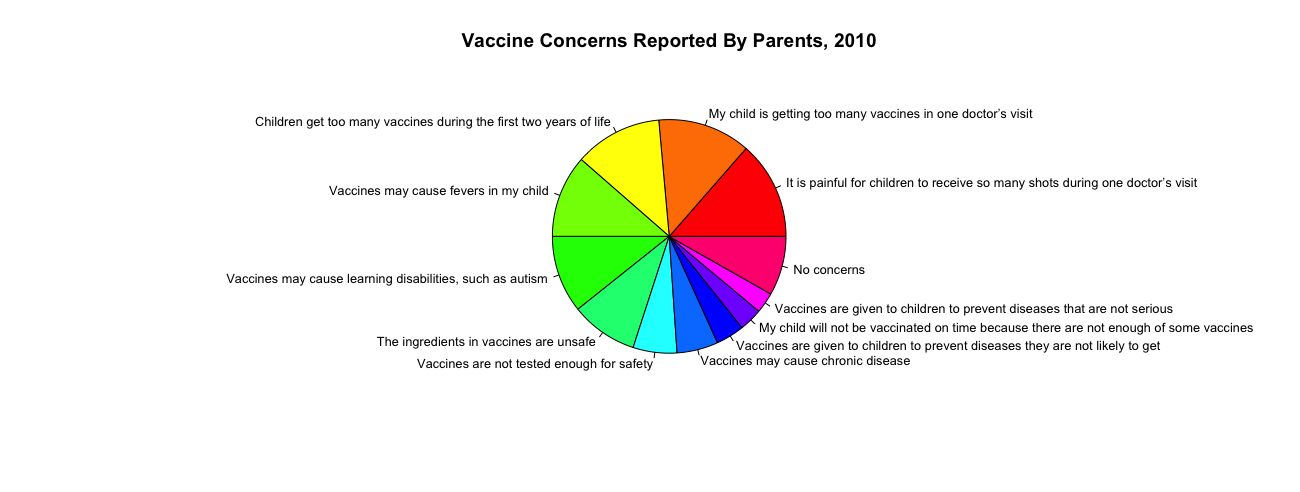 Vaccine Concerns Reported By Parents, 2010
My child is getting too many vaccines in one doctor’s visit
Children get too many vaccines during the first two years of life
It is painful for children to receive so many shots during one doctor’s visit
Vaccines may cause fevers in my child
No concerns
Vaccines may cause learning disabilities, such as autism
Vaccines are given to children to prevent diseases that are not serious
My child will not be vaccinated on time because there are not enough of some vaccines
The ingredients in vaccines are unsafe
Vaccines are given to children to prevent diseases they are not likely to get
Vaccines may cause chronic disease
Vaccines are not tested enough for safety